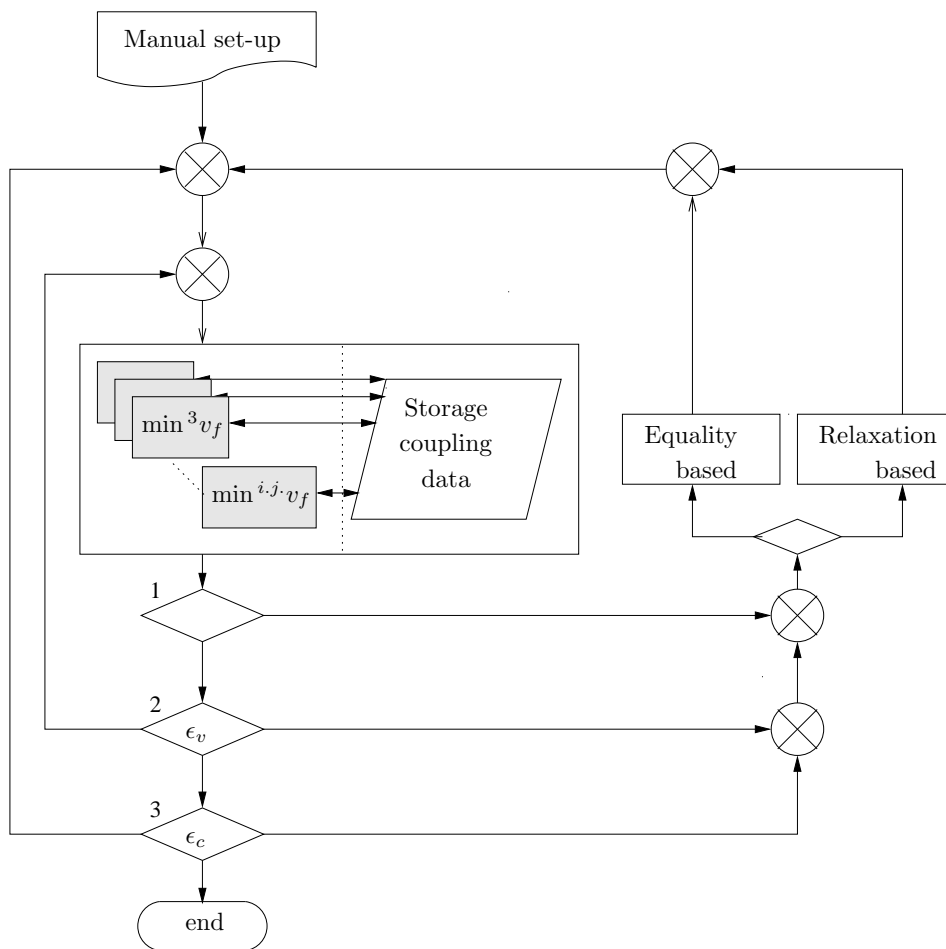 Manual set-up
min ³v_f
Storage
coupling
data
min ^{i.j.}v_f
Equality
based
Relaxation
based
1
2
ϵ_v
3
ϵ_c
end